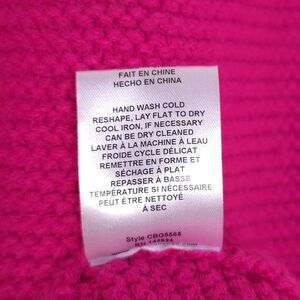 FAIT EN CHINE
HECHO EN CHINA
HAND WASH COLD
RESHAPE, LAY FLAT TO DRY
COOL IRON, IF NECESSARY
CAN BE DRY CLEANED
LAVER À LA MACHINE À L'EAU
FROIDE CYCLE DÉLICAT
REMETTRE EN FORME ET
SÉCHAGE À PLAT
REPASSER À BASSE
TEMPÉRATURE SI NÉCESSAIRE
PEUT ÊTRE NETTOYÉ
À SEC
Style CBG5568
RN